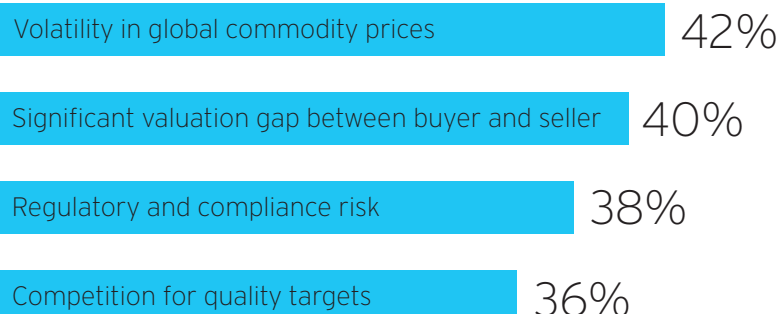 Volatility in global commodity prices 42%
Significant valuation gap between buyer and seller 40%
Regulatory and compliance risk 38%
Competition for quality targets 36%